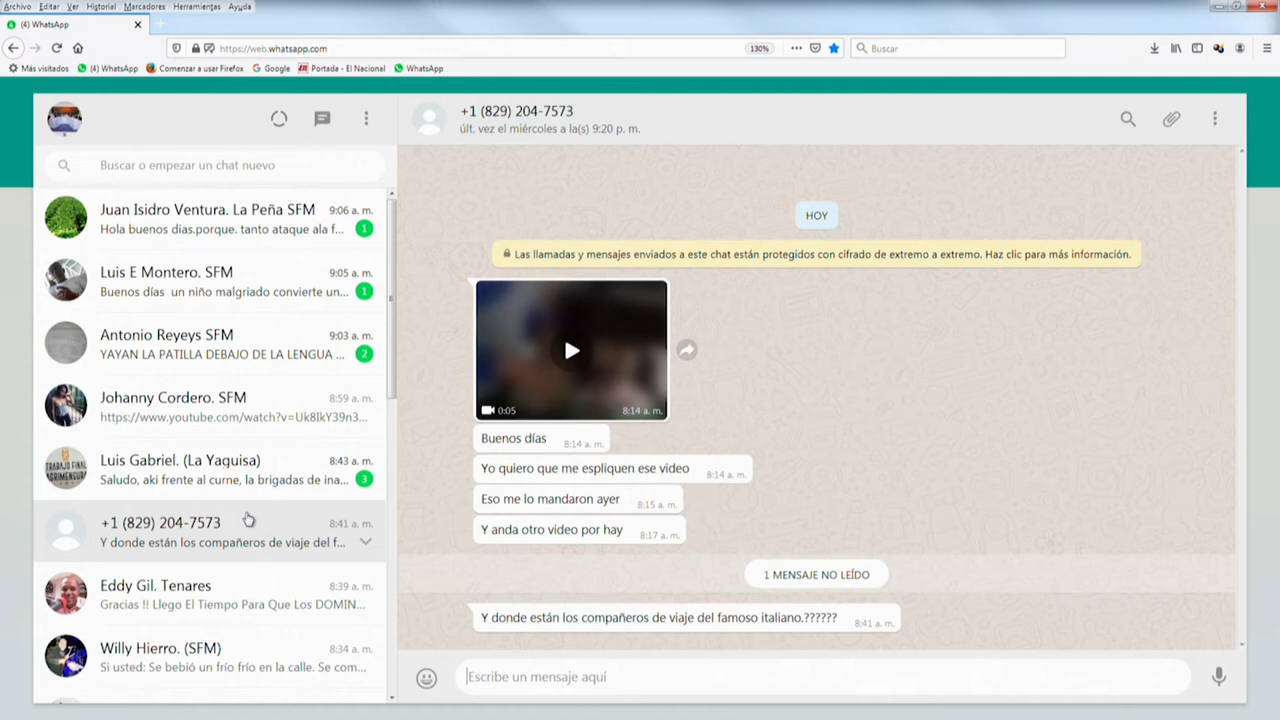 Archivo Editar Ver Historial Marcadores Herramientas Ayuda
(4) WhatsApp
https://web.whatsapp.com
130%
Buscar
Más visitados
(4) WhatsApp
Comenzar a usar Firefox
Google
Portada - El Nacional
WhatsApp
Buscar o empezar un chat nuevo
Juan Isidro Ventura. La Peña SFM 9:06 a. m.
Hola buenos dias.porque. tanto ataque ala f... 1
Luis E Montero. SFM 9:05 a. m.
Buenos días un niño malgriado convierte un... 1
Antonio Reyeys SFM 9:03 a. m.
YAYAN LA PATILLA DEBAJO DE LA LENGUA ... 2
Johanny Cordero. SFM 8:59 a. m.
https://www.youtube.com/watch?v=Uk8IkY39n3...
TRABAJO FINAL
AGRIMENSURA
Luis Gabriel. (La Yaguisa) 8:43 a. m.
Saludo, aki frente al curne, la brigadas de ina... 3
+1 (829) 204-7573 8:41 a. m.
Y donde están los compañeros de viaje del f...
Eddy Gil. Tenares 8:39 a. m.
Gracias !! Llego El Tiempo Para Que Los DOMIN...
Willy Hierro. (SFM) 8:34 a. m.
Si usted: Se bebió un frío frío en la calle. Se com...
+1 (829) 204-7573
últ. vez el miércoles a la(s) 9:20 p. m.
HOY
Las llamadas y mensajes enviados a este chat están protegidos con cifrado de extremo a extremo. Haz clic para más información.
0:05 8:14 a. m.
Buenos días 8:14 a. m.
Yo quiero que me espliquen ese video 8:14 a. m.
Eso me lo mandaron ayer 8:15 a. m.
Y anda otro video por hay 8:17 a. m.
1 MENSAJE NO LEÍDO
Y donde están los compañeros de viaje del famoso italiano.?????? 8:41 a. m.
Escribe un mensaje aquí